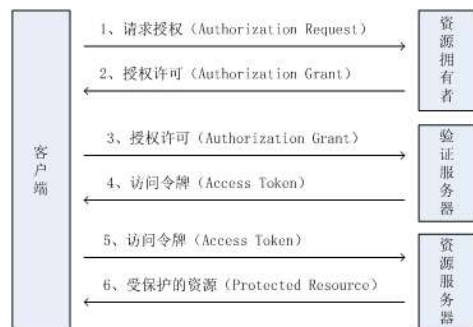 1、请求授权（Authorization Request）
2、授权许可（Authorization Grant）
资源拥有者
3、授权许可（Authorization Grant）
4、访问令牌（Access Token）
验证服务器
客户端
5、访问令牌（Access Token）
6、受保护的资源（Protected Resource）
资源服务器